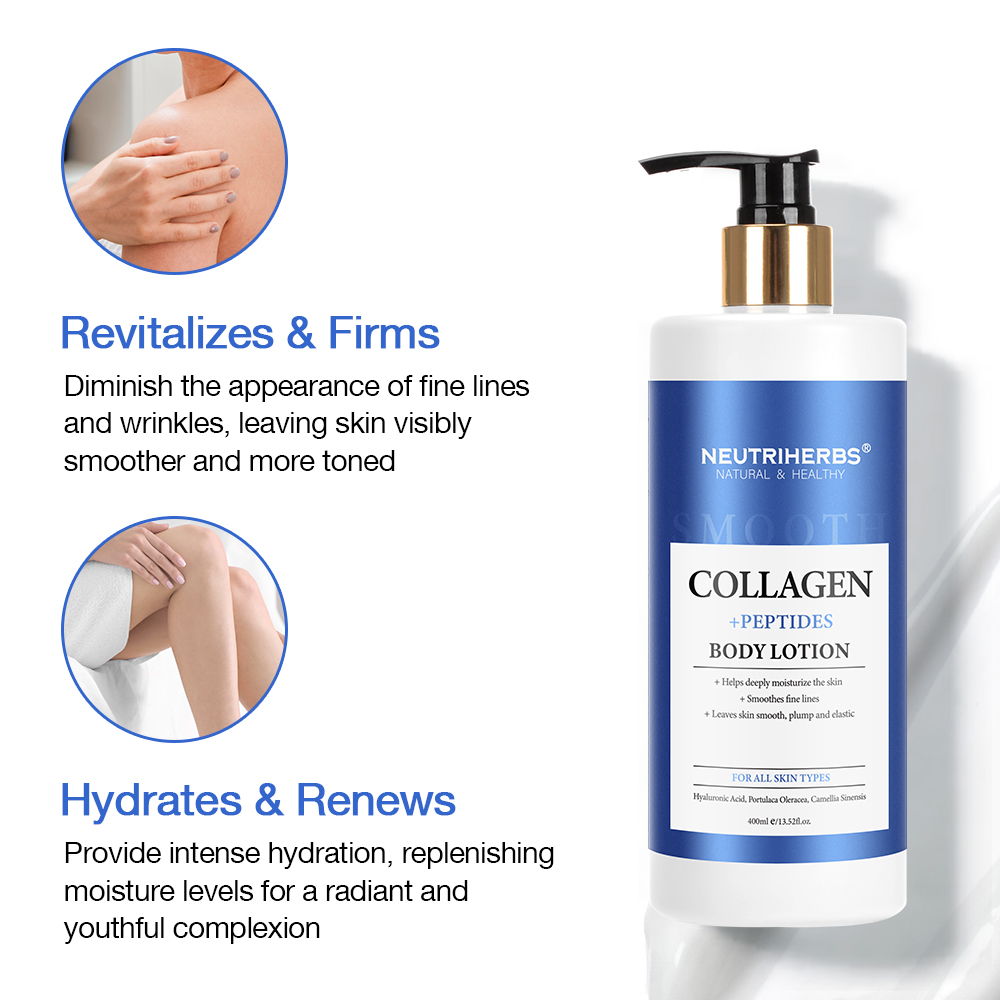 Revitalizes & Firms
Diminish the appearance of fine lines
and wrinkles, leaving skin visibly
smoother and more toned
Hydrates & Renews
Provide intense hydration, replenishing
moisture levels for a radiant and
youthful complexion
NEUTRIHERBS®
NATURAL & HEALTHY
SMOOTH
COLLAGEN
+PEPTIDES
BODY LOTION
+ Helps deeply moisturize the skin
+ Smoothes fine lines
+ Leaves skin smooth, plump and elastic
FOR ALL SKIN TYPES
Hyaluronic Acid, Portulaca Oleracea, Camellia Sinensis
400ml e/13.52fl.oz.